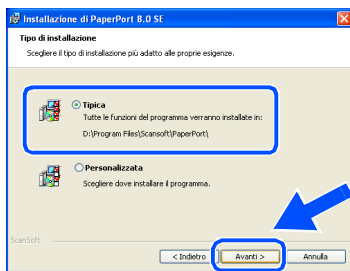 Installazione di PaperPort 8.0 SE
Tipo di installazione
Scegliere il tipo di installazione più adatto alle proprie esigenze.
Tipica
Tutte le funzioni del programma verranno installate in:
D:\Program Files\Scansoft\PaperPort\
Personalizzata
Scegliere dove installare il programma.
ScanSoft
< Indietro Avanti > Annulla